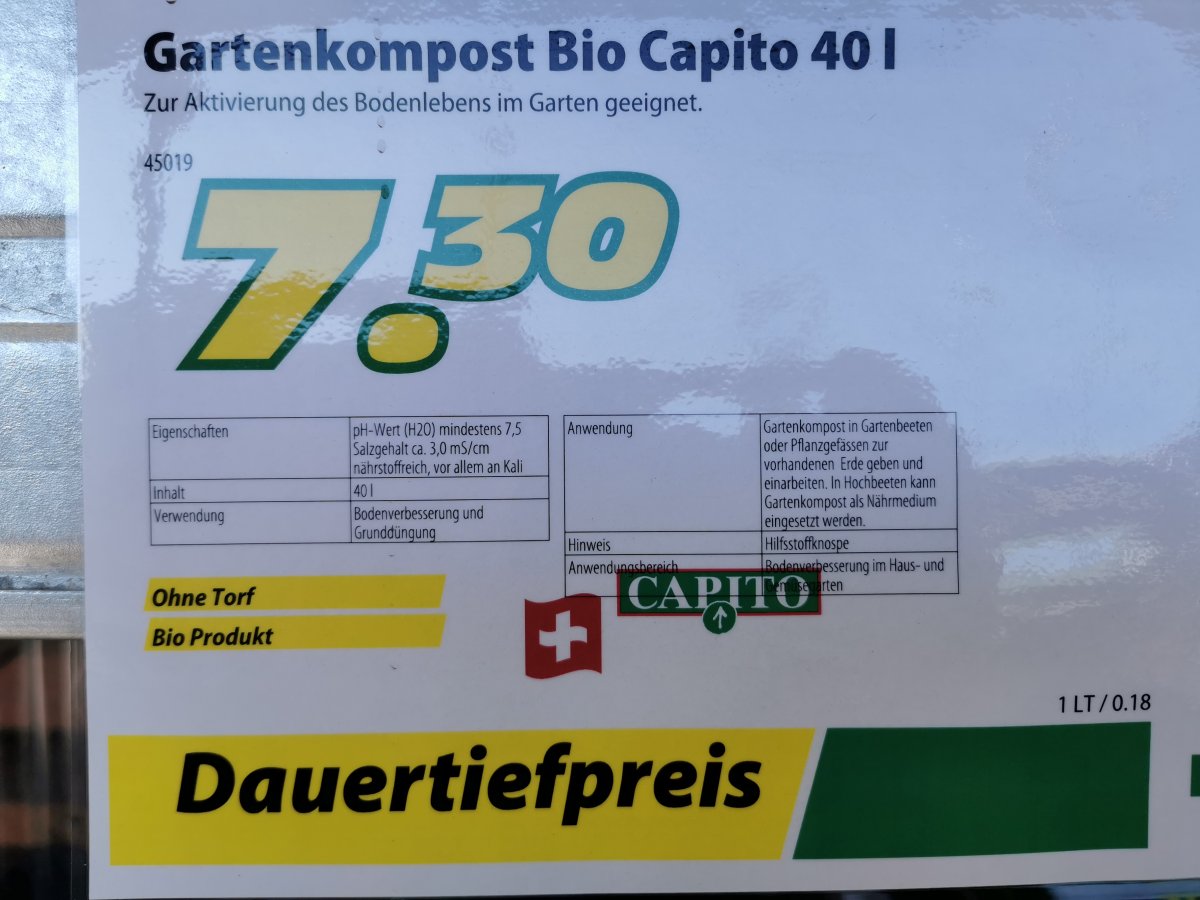 Gartenkompost Bio Capito 40 l
Zur Aktivierung des Bodenlebens im Garten geeignet.
45019
7.30
Eigenschaften
pH-Wert (H2O) mindestens 7,5
Salzgehalt ca. 3,0 mS/cm
nährstoffreich, vor allem an Kali
Inhalt
40 l
Verwendung
Bodenverbesserung und
Grunddüngung
Anwendung
Gartenkompost in Gartenbeeten
oder Pflanzgefässen zur
vorhandenen Erde geben und
einarbeiten. In Hochbeeten kann
Gartenkompost als Nährmedium
eingesetzt werden.
Hinweis
Hilfsstoffknospe
Anwendungsbereich
Bodenverbesserung im Haus- und
Gemüsegarten
CAPITO
Ohne Torf
Bio Produkt
1 LT / 0.18
Dauertiefpreis